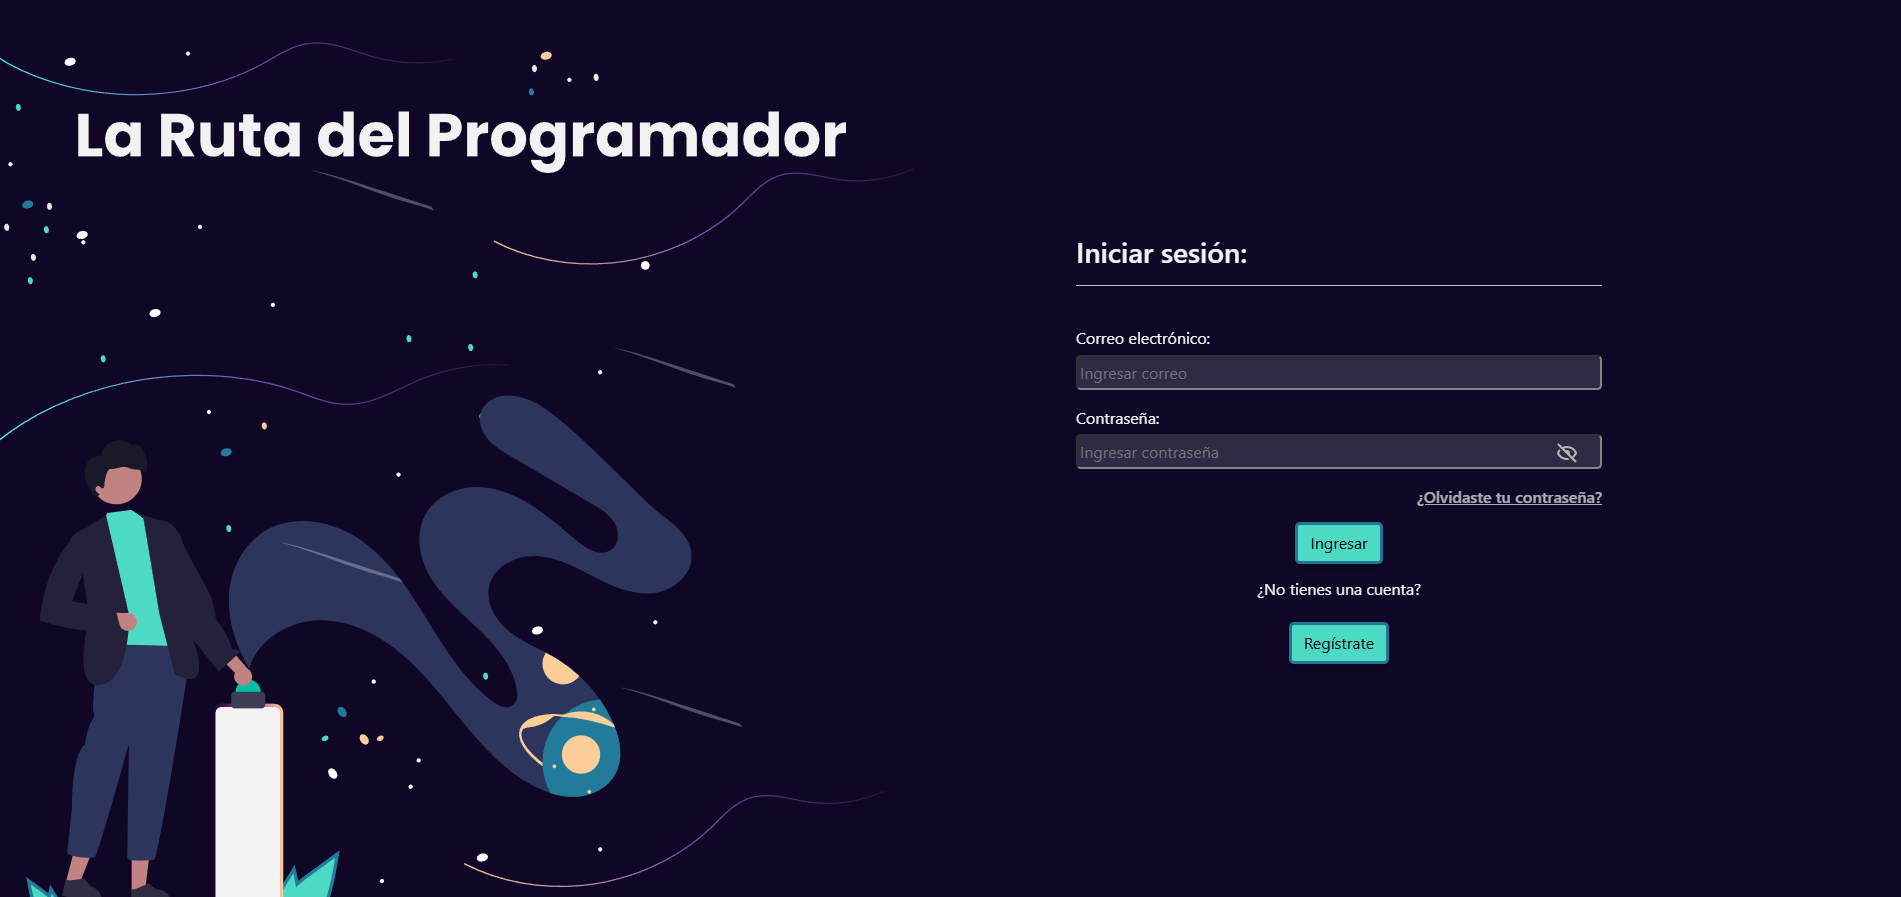 La Ruta del Programador
Iniciar sesión:
Correo electrónico:
Ingresar correo
Contraseña:
Ingresar contraseña
¿Olvidaste tu contraseña?
Ingresar
¿No tienes una cuenta?
Regístrate